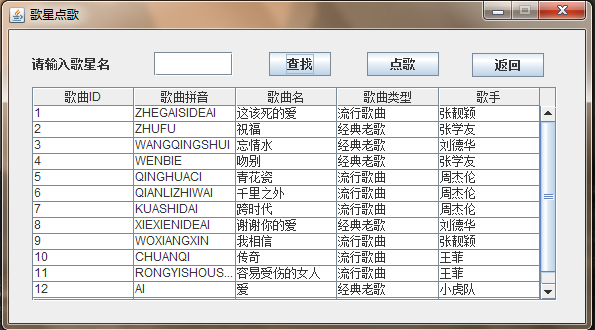 歌星点歌
请输入歌星名 查找 点歌 返回
歌曲ID 歌曲拼音 歌曲名 歌曲类型 歌手
1 ZHEGAISIDEAI 这该死的爱 流行歌曲 张靓颖
2 ZHUFU 祝福 经典老歌 张学友
3 WANGQINGSHUI 忘情水 经典老歌 刘德华
4 WENBIE 吻别 经典老歌 张学友
5 QINGHUACI 青花瓷 流行歌曲 周杰伦
6 QIANLIZHIWAI 千里之外 流行歌曲 周杰伦
7 KUASHIDAI 跨时代 流行歌曲 周杰伦
8 XIEXIENIDEAI 谢谢你的爱 经典老歌 刘德华
9 WOXIANGXIN 我相信 流行歌曲 张靓颖
10 CHUANQI 传奇 流行歌曲 王菲
11 RONGYISHOUS... 容易受伤的女人 流行歌曲 王菲
12 AI 爱 经典老歌 小虎队